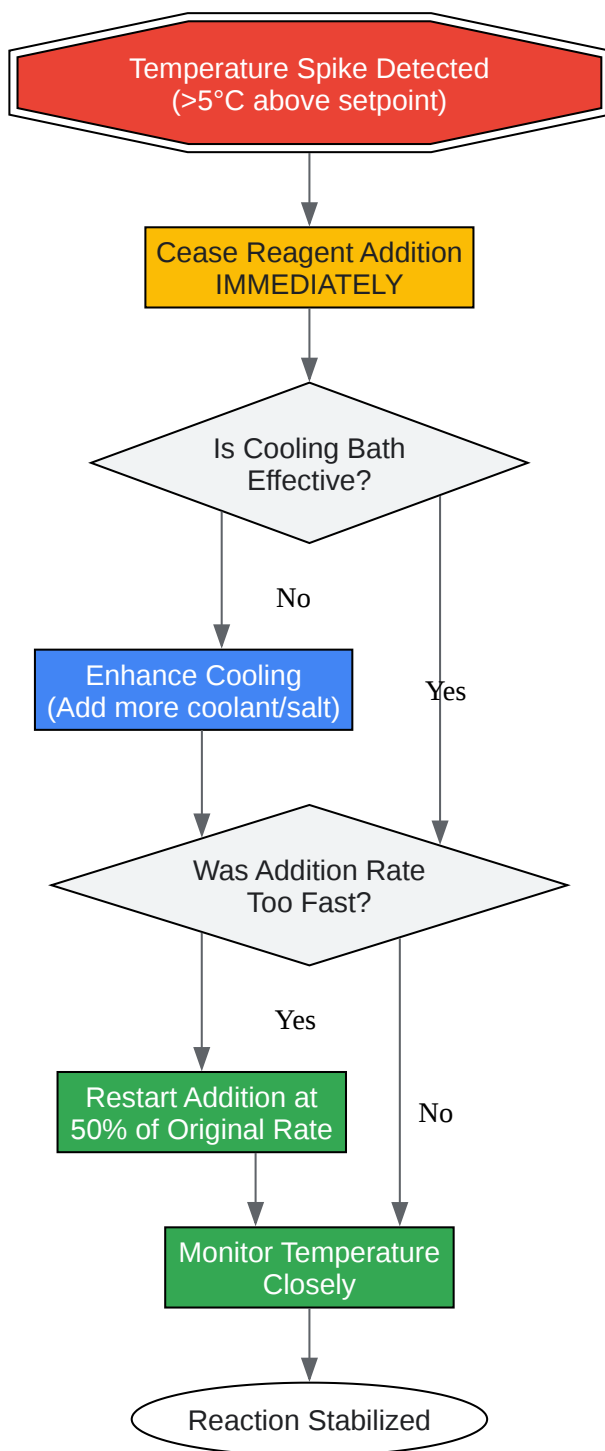 Temperature Spike Detected
(>5°C above setpoint)
Cease Reagent Addition
IMMEDIATELY
Is Cooling Bath
Effective?
No
Enhance Cooling
(Add more coolant/salt)
Yes
Was Addition Rate
Too Fast?
Yes
Restart Addition at
50% of Original Rate
No
Monitor Temperature
Closely
Reaction Stabilized